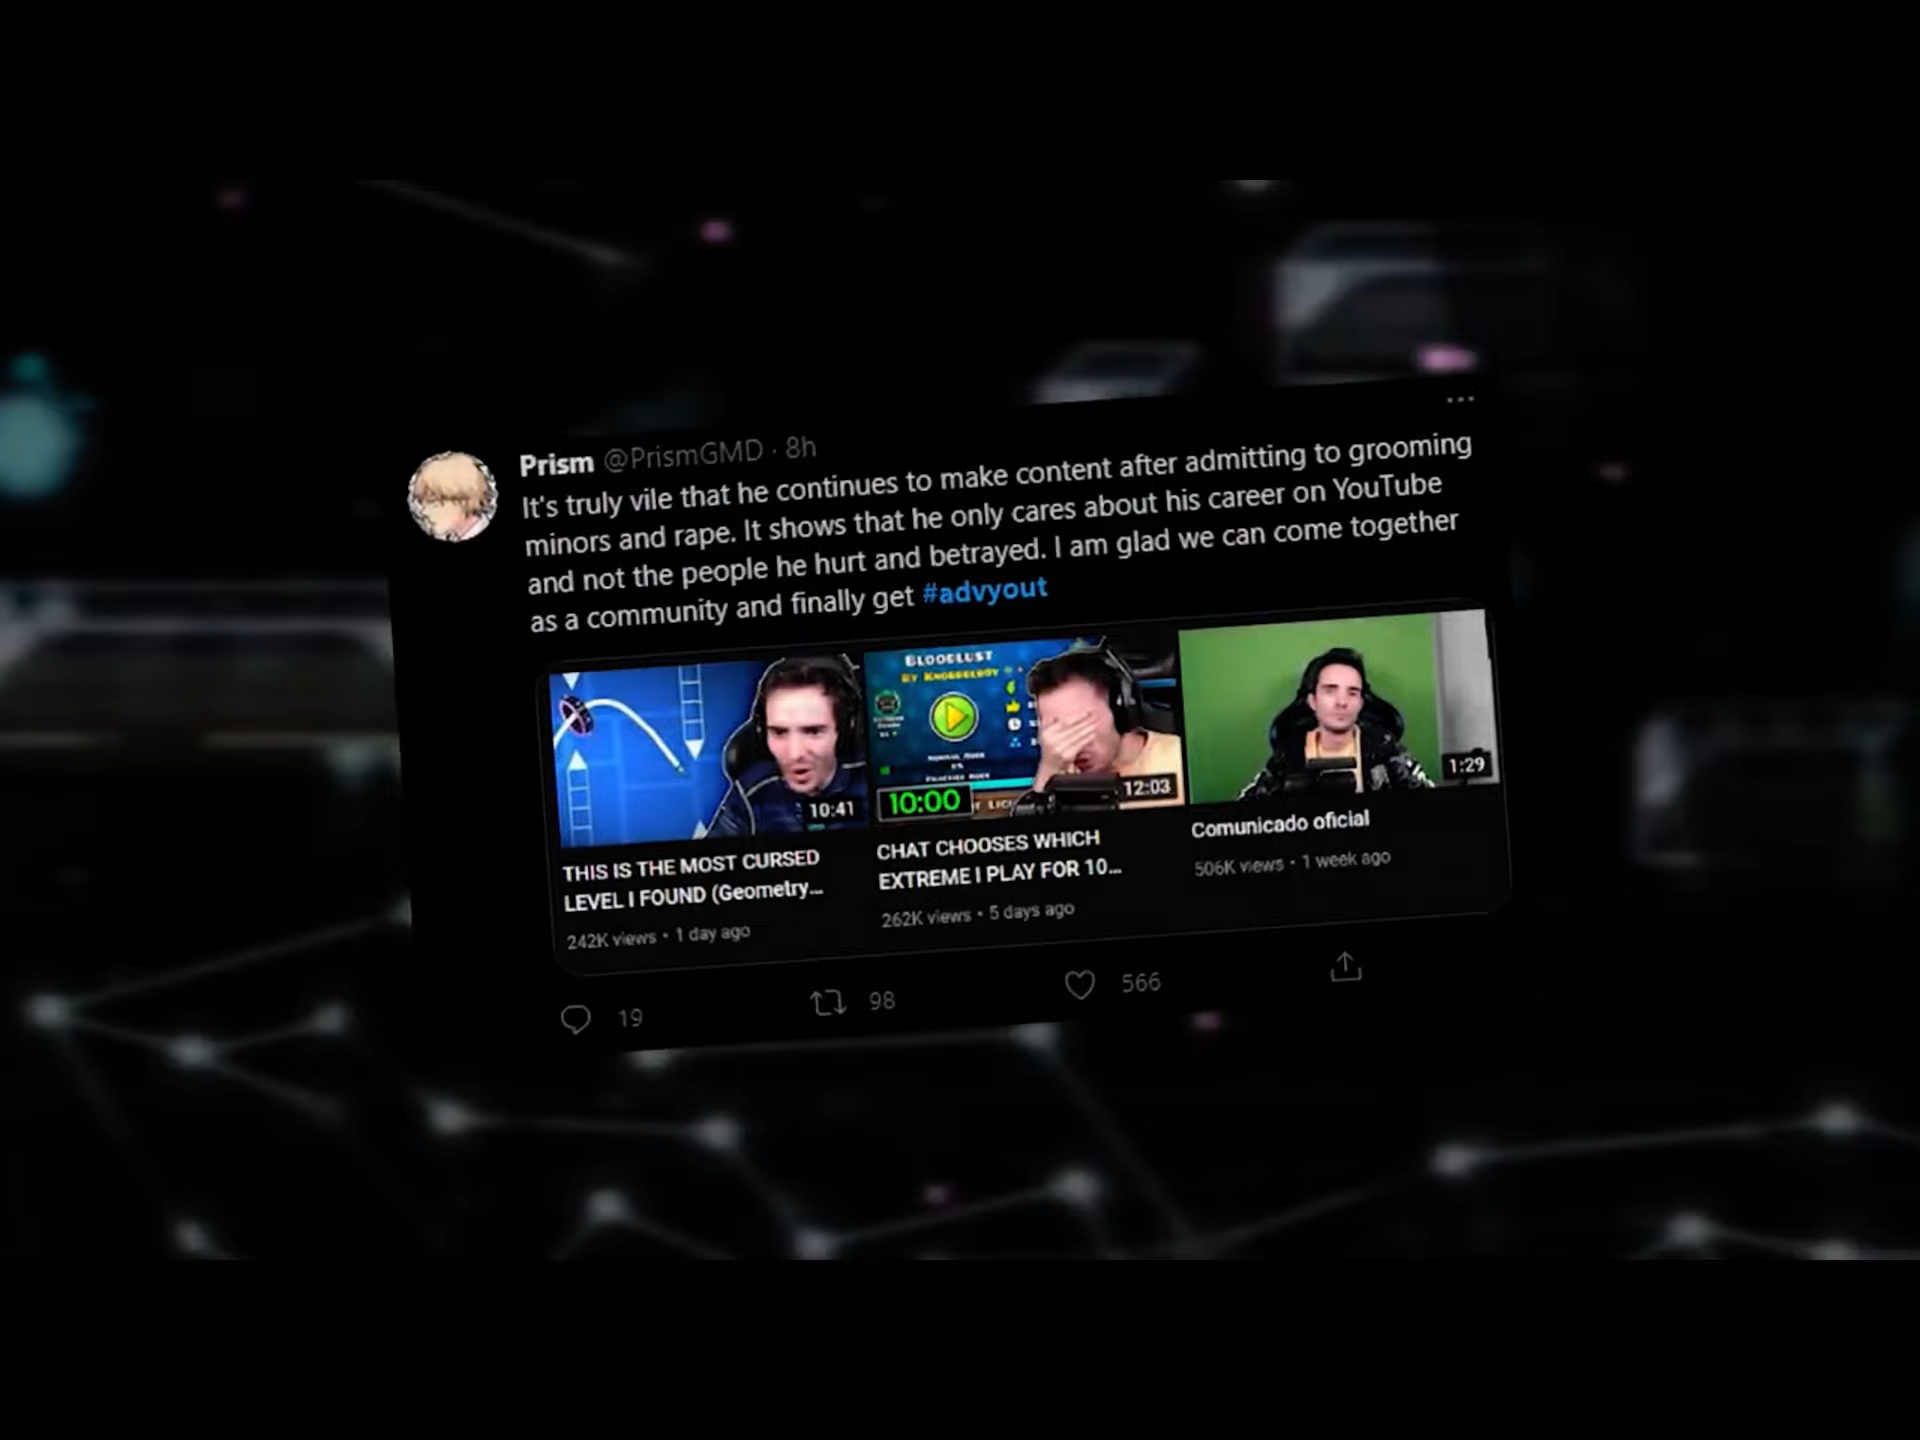 Prism @PrismGMD · 8h
It's truly vile that he continues to make content after admitting to grooming
minors and rape. It shows that he only cares about his career on YouTube
and not the people he hurt and betrayed. I am glad we can come together
as a community and finally get #advyout
BLOODLUST
BY KNOBBELBOY
NORMAL MODE
0%
PRACTICE MODE
10:00
10:41
12:03
1:29
THIS IS THE MOST CURSED
LEVEL I FOUND (Geometry...
242K views • 1 day ago
CHAT CHOOSES WHICH
EXTREME I PLAY FOR 10...
262K views • 5 days ago
Comunicado oficial
506K views • 1 week ago
19
98
566